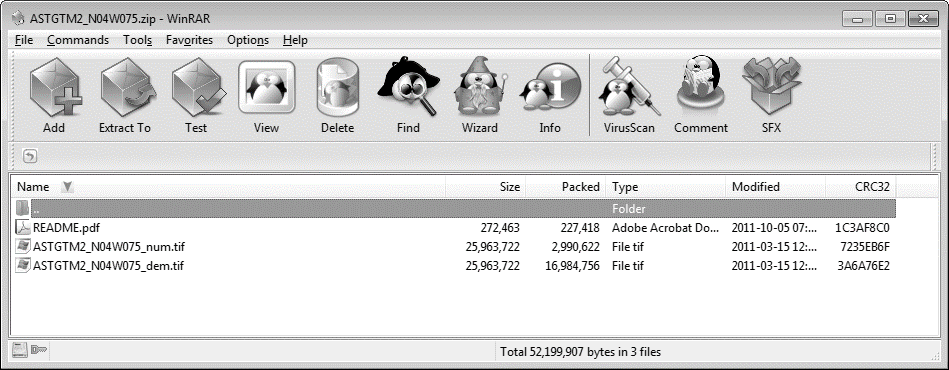 ASTGTM2_N04W075.zip - WinRAR
File Commands Tools Favorites Options Help
Add Extract To Test View Delete Find Wizard Info VirusScan Comment SFX
Name Size Packed Type Modified CRC32
.. Folder
README.pdf 272,463 227,418 Adobe Acrobat Do... 2011-10-05 07:... 1C3AF8C0
ASTGTM2_N04W075_num.tif 25,963,722 2,990,622 File tif 2011-03-15 12:... 7235EB6F
ASTGTM2_N04W075_dem.tif 25,963,722 16,984,756 File tif 2011-03-15 12:... 3A6A76E2
Total 52,199,907 bytes in 3 files